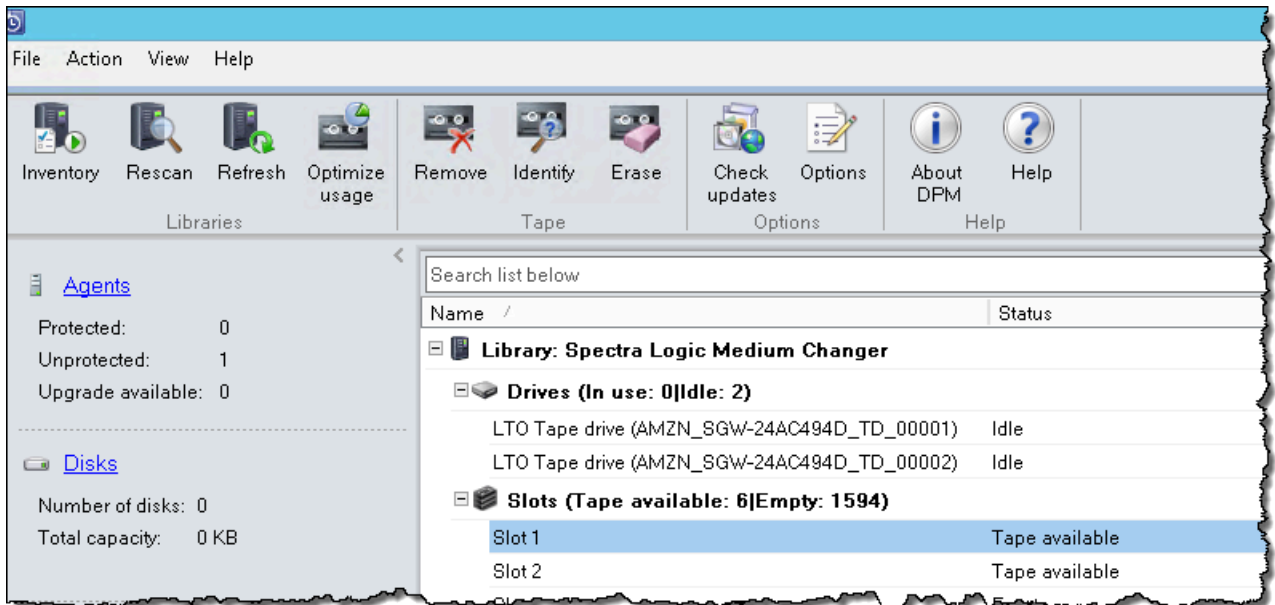 File Action View Help
Inventory Rescan Refresh Optimize usage Remove Identify Erase Check updates Options About DPM Help
Libraries Tape Options Help
Agents
Protected: 0
Unprotected: 1
Upgrade available: 0
Disks
Number of disks: 0
Total capacity: 0 KB
Search list below
Name Status
Library: Spectra Logic Medium Changer
Drives (In use: 0|Idle: 2)
LTO Tape drive (AMZN_SGW-24AC494D_TD_00001) Idle
LTO Tape drive (AMZN_SGW-24AC494D_TD_00002) Idle
Slots (Tape available: 6|Empty: 1594)
Slot 1 Tape available
Slot 2 Tape available